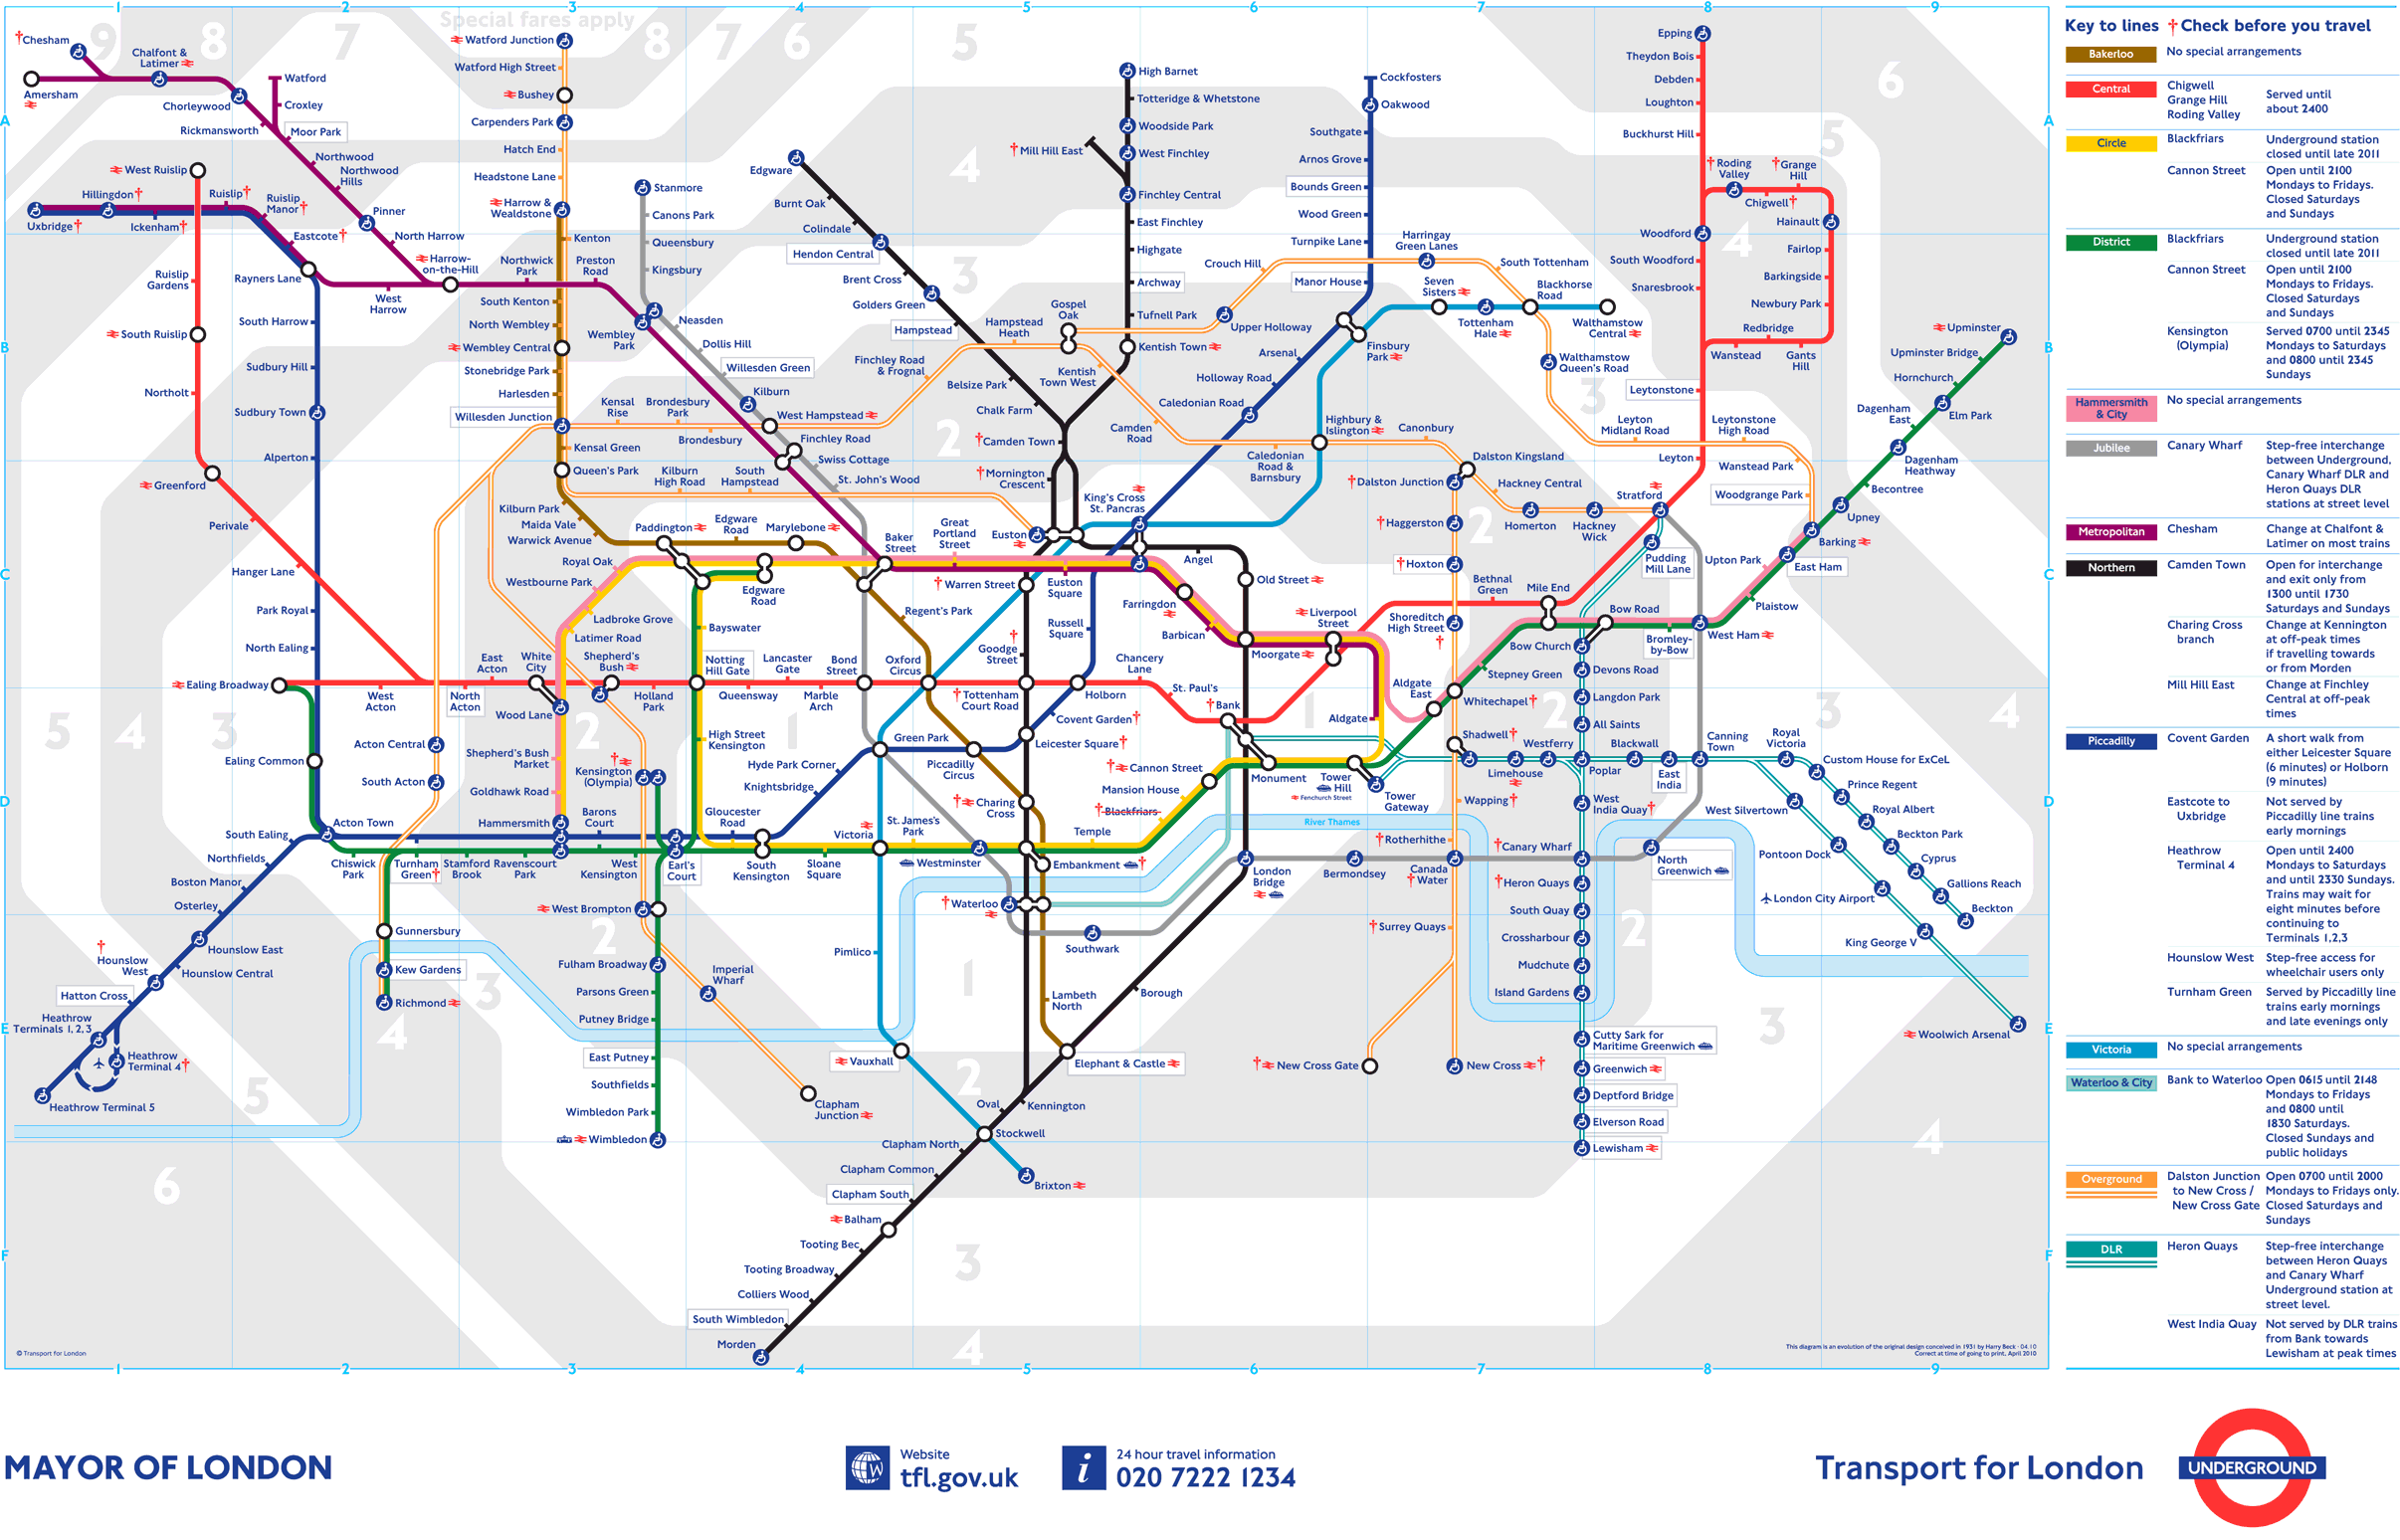 Special fares apply
1
2
3
4
5
6
7
8
9
A
B
C
D
E
F
†Chesham
Chalfont &
Latimer
Amersham
Chorleywood
Rickmansworth
Watford
Croxley
Moor Park
Northwood
Northwood
Hills
Pinner
North Harrow
Harrow-
on-the-Hill
Northwick
Park
Preston
Road
West Ruislip
Hillingdon†
Uxbridge†
Ickenham†
Ruislip†
Ruislip
Manor†
Eastcote†
Rayners Lane
West
Harrow
Ruislip
Gardens
South Ruislip
Northolt
Greenford
Perivale
Hanger Lane
South Harrow
Sudbury Hill
Sudbury Town
Alperton
Park Royal
North Ealing
Ealing Broadway
Ealing Common
West
Acton
North
Acton
East
Acton
White
City
Watford Junction
Watford High Street
Bushey
Carpenders Park
Hatch End
Headstone Lane
Harrow &
Wealdstone
Kenton
South Kenton
North Wembley
Wembley Central
Stonebridge Park
Harlesden
Willesden Junction
Kensal Green
Queen's Park
Kilburn Park
Maida Vale
Warwick Avenue
Paddington
Edgware
Road
Marylebone
Stanmore
Canons Park
Queensbury
Kingsbury
Wembley
Park
Neasden
Dollis Hill
Willesden Green
Kilburn
West Hampstead
Finchley Road
Swiss Cottage
St. John's Wood
Kensal
Rise
Brondesbury
Park
Brondesbury
Kilburn
High Road
South
Hampstead
Finchley Road
& Frognal
Hampstead
Heath
Gospel
Oak
Kentish
Town West
Edgware
Burnt Oak
Colindale
Hendon Central
Brent Cross
Golders Green
Hampstead
Belsize Park
Chalk Farm
†Camden Town
†Mornington
Crescent
Euston
High Barnet
Totteridge & Whetstone
Woodside Park
West Finchley
†Mill Hill East
Finchley Central
East Finchley
Highgate
Archway
Tufnell Park
Kentish Town
Cockfosters
Oakwood
Southgate
Arnos Grove
Bounds Green
Wood Green
Turnpike Lane
Manor House
Finsbury
Park
Arsenal
Holloway Road
Caledonian Road
Camden
Road
Caledonian
Road &
Barnsbury
Highbury &
Islington
Canonbury
Crouch Hill
Upper Holloway
Harringay
Green Lanes
South Tottenham
Seven
Sisters
Tottenham
Hale
Blackhorse
Road
Walthamstow
Central
Walthamstow
Queen's Road
Leyton
Midland Road
Leytonstone
High Road
Wanstead Park
Woodgrange Park
Epping
Theydon Bois
Debden
Loughton
Buckhurst Hill
†Roding
Valley
†Grange
Hill
Chigwell†
Hainault
Fairlop
Barkingside
Newbury Park
Redbridge
Wanstead
Gants
Hill
Woodford
South Woodford
Snaresbrook
Leytonstone
Leyton
Stratford
Upminster
Upminster Bridge
Hornchurch
Elm Park
Dagenham
East
Dagenham
Heathway
Becontree
Upney
Barking
East Ham
Upton Park
Plaistow
West Ham
Bromley-
by-Bow
Bow Road
Mile End
Bethnal
Green
Stepney Green
Whitechapel†
Aldgate
East
Aldgate
Liverpool
Street
Moorgate
Barbican
Farringdon
King's Cross
St. Pancras
Angel
Old Street
Euston
Square
Great
Portland
Street
Baker
Street
†Warren Street
Regent's Park
Russell
Square
†
Goodge
Street
Edgware
Road
Royal Oak
Westbourne Park
Ladbroke Grove
Latimer Road
Shepherd's
Bush
Wood Lane
Shepherd's Bush
Market
Goldhawk Road
Hammersmith
Bayswater
Notting
Hill Gate
Holland
Park
Queensway
Lancaster
Gate
Marble
Arch
Bond
Street
Oxford
Circus
†Tottenham
Court Road
Holborn
Chancery
Lane
St. Paul's
†Bank
Monument
High Street
Kensington
†
Kensington
(Olympia)
Hyde Park Corner
Knightsbridge
Green Park
Piccadilly
Circus
Covent Garden†
Leicester Square†
†Charing
Cross
Gloucester
Road
South
Kensington
Sloane
Square
Victoria
St. James's
Park
Westminster
Embankment†
Temple
†Blackfriars
Mansion House
†Cannon Street
Tower
Hill
Fenchurch Street
Tower
Gateway
River Thames
Acton Central
South Acton
Acton Town
South Ealing
Northfields
Boston Manor
Osterley
Hounslow East
Hounslow Central
†
Hounslow
West
Hatton Cross
Heathrow
Terminals 1, 2, 3
Heathrow
Terminal 4†
Heathrow Terminal 5
Chiswick
Park
Turnham
Green†
Stamford
Brook
Ravenscourt
Park
Barons
Court
West
Kensington
Earl's
Court
Gunnersbury
Kew Gardens
Richmond
West Brompton
Fulham Broadway
Parsons Green
Putney Bridge
East Putney
Southfields
Wimbledon Park
Wimbledon
Imperial
Wharf
Clapham
Junction
Pimlico
Vauxhall
†Waterloo
Southwark
Lambeth
North
Elephant & Castle
Borough
London
Bridge
Bermondsey
Canada
Water
†
Kennington
Oval
Stockwell
Brixton
Clapham North
Clapham Common
Clapham South
Balham
Tooting Bec
Tooting Broadway
Colliers Wood
South Wimbledon
Morden
Dalston Kingsland
†Dalston Junction
†Haggerston
†Hoxton
Shoreditch
High Street
†
Hackney Central
Homerton
Hackney
Wick
Shadwell†
Wapping†
†Rotherhithe
†Surrey Quays
†New Cross Gate
New Cross†
Pudding
Mill Lane
Bow Church
Devons Road
Langdon Park
All Saints
Limehouse
Westferry
Poplar
Blackwall
East
India
Canning
Town
Royal
Victoria
Custom House for ExCeL
Prince Regent
Royal Albert
Beckton Park
Cyprus
Gallions Reach
Beckton
West Silvertown
Pontoon Dock
London City Airport
King George V
Woolwich Arsenal
West
India Quay†
†Canary Wharf
North
Greenwich
†Heron Quays
South Quay
Crossharbour
Mudchute
Island Gardens
Cutty Sark for
Maritime Greenwich
Greenwich
Deptford Bridge
Elverson Road
Lewisham
© Transport for London
This diagram is an evolution of the original design conceived in 1931 by Harry Beck · 04.10
Correct at time of going to print, April 2010
Key to lines †Check before you travel
Bakerloo No special arrangements
Central
Chigwell
Grange Hill
Roding Valley
Served until
about 2400
Circle
Blackfriars
Underground station
closed until late 2011
Cannon Street
Open until 2100
Mondays to Fridays.
Closed Saturdays
and Sundays
District
Blackfriars
Underground station
closed until late 2011
Cannon Street
Open until 2100
Mondays to Fridays.
Closed Saturdays
and Sundays
Kensington
(Olympia)
Served 0700 until 2345
Mondays to Saturdays
and 0800 until 2345
Sundays
Hammersmith
& City
No special arrangements
Jubilee
Canary Wharf
Step-free interchange
between Underground,
Canary Wharf DLR and
Heron Quays DLR
stations at street level
Metropolitan
Chesham
Change at Chalfont &
Latimer on most trains
Northern
Camden Town
Open for interchange
and exit only from
1300 until 1730
Saturdays and Sundays
Charing Cross
branch
Change at Kennington
at off-peak times
if travelling towards
or from Morden
Mill Hill East
Change at Finchley
Central at off-peak
times
Piccadilly
Covent Garden
A short walk from
either Leicester Square
(6 minutes) or Holborn
(9 minutes)
Eastcote to
Uxbridge
Not served by
Piccadilly line trains
early mornings
Heathrow
Terminal 4
Open until 2400
Mondays to Saturdays
and until 2330 Sundays.
Trains may wait for
eight minutes before
continuing to
Terminals 1,2,3
Hounslow West
Step-free access for
wheelchair users only
Turnham Green
Served by Piccadilly line
trains early mornings
and late evenings only
Victoria
No special arrangements
Waterloo & City
Bank to Waterloo
Open 0615 until 2148
Mondays to Fridays
and 0800 until
1830 Saturdays.
Closed Sundays and
public holidays
Overground
Dalston Junction
to New Cross /
New Cross Gate
Open 0700 until 2000
Mondays to Fridays only.
Closed Saturdays and
Sundays
DLR
Heron Quays
Step-free interchange
between Heron Quays
and Canary Wharf
Underground station at
street level.
West India Quay
Not served by DLR trains
from Bank towards
Lewisham at peak times
MAYOR OF LONDON
Website
tfl.gov.uk
24 hour travel information
020 7222 1234
Transport for London
UNDERGROUND